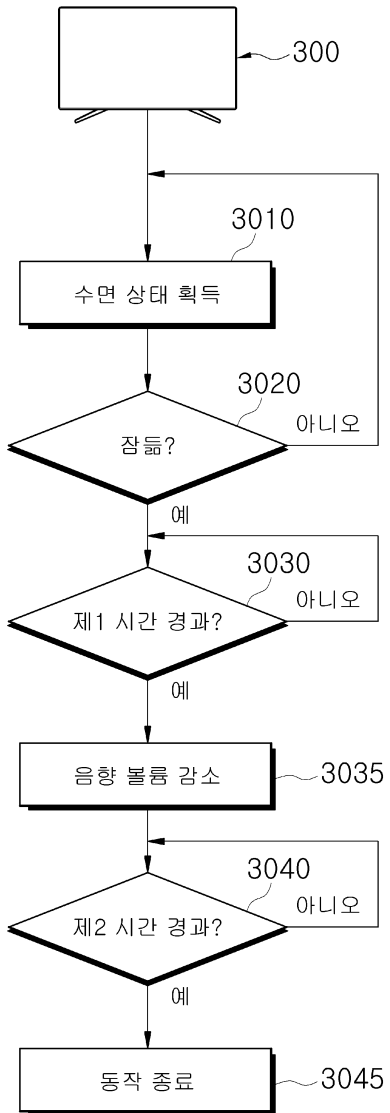 300
3010
수면 상태 획득
3020
잠듦?
아니오
예
3030
제1 시간 경과?
아니오
예
음향 볼륨 감소
3035
3040
제2 시간 경과?
아니오
예
동작 종료
3045